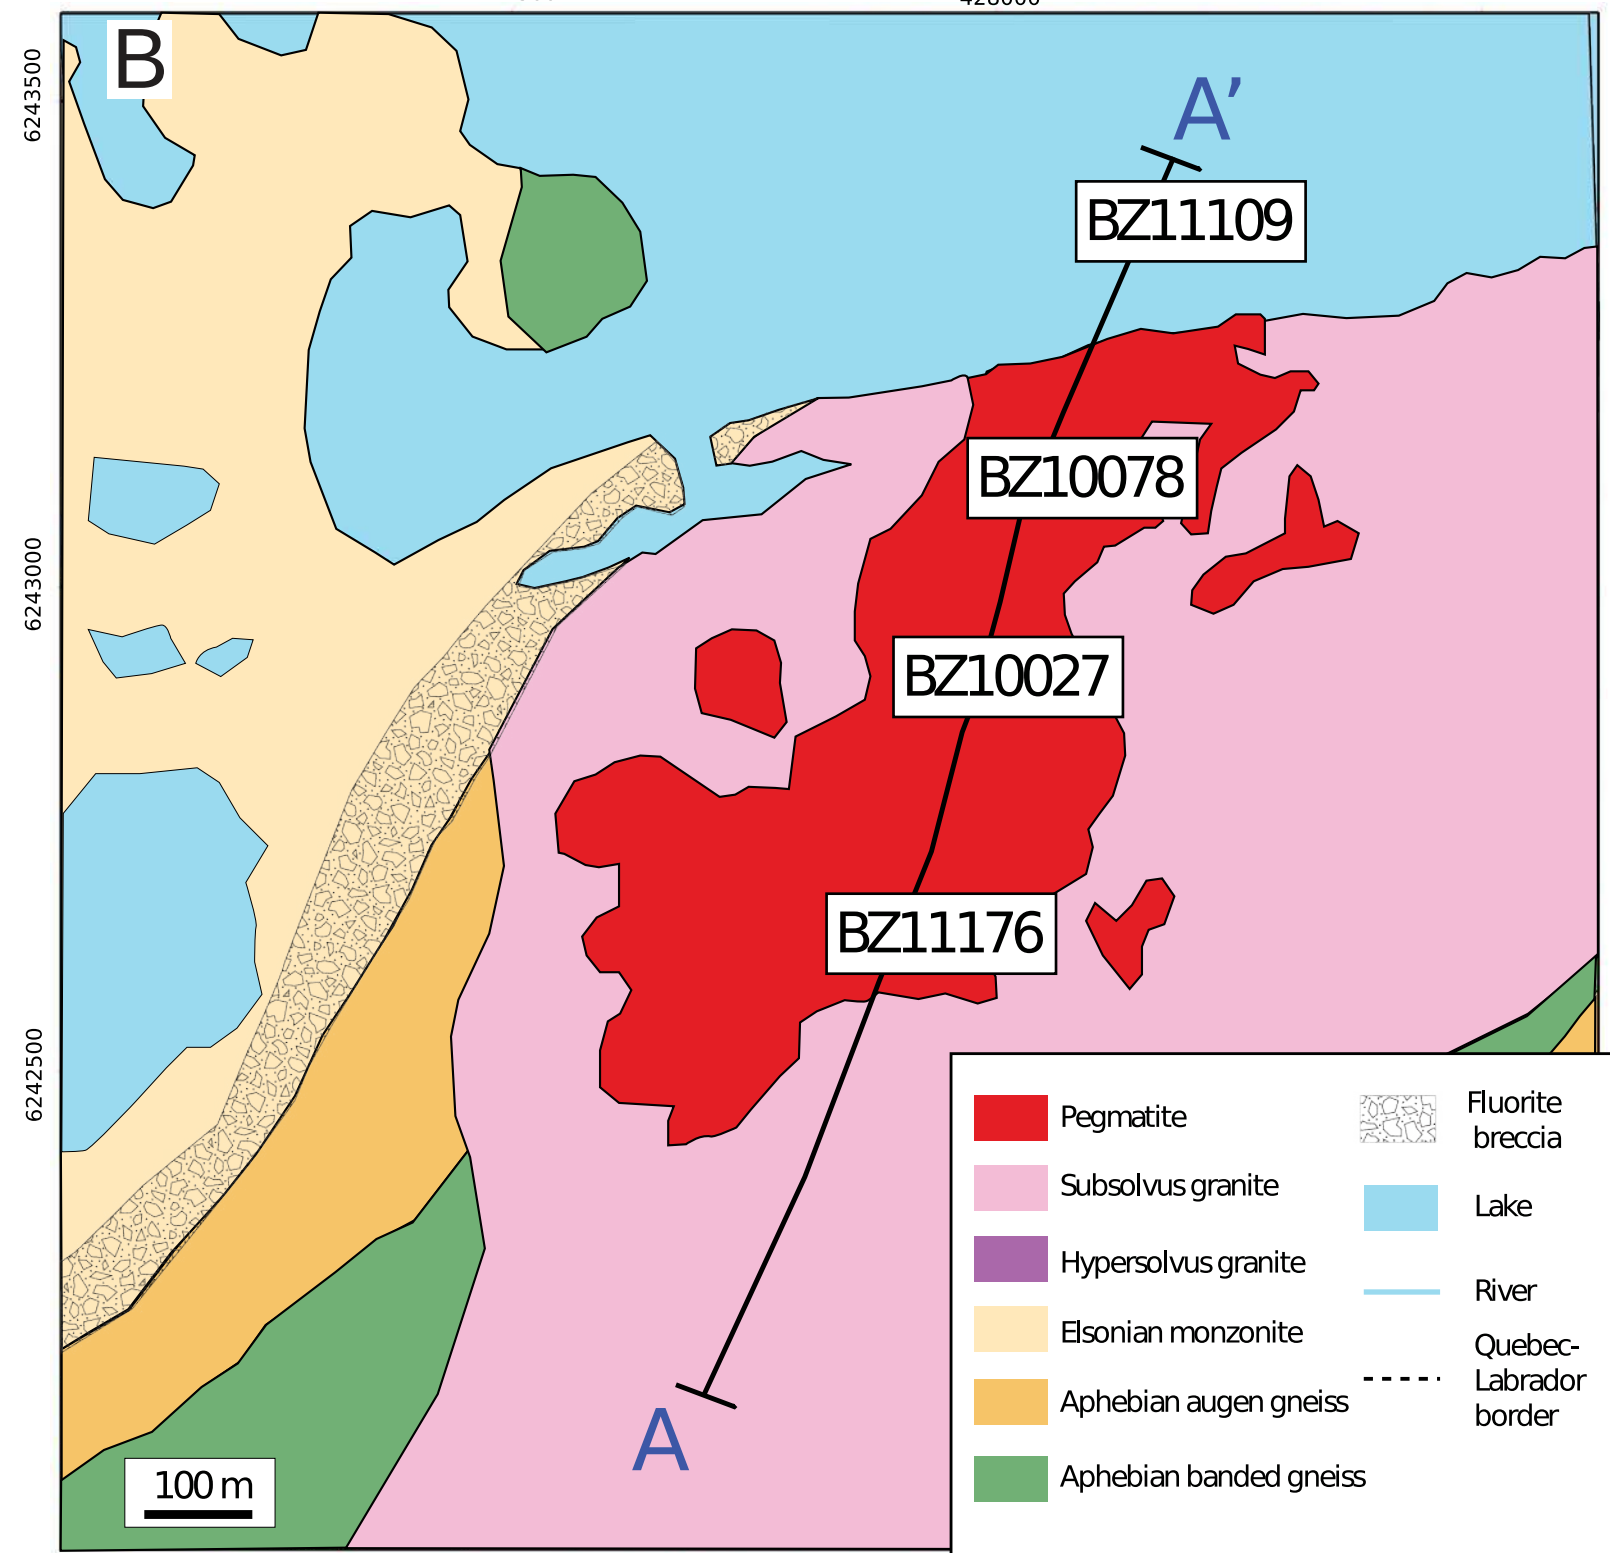 B
A’
6243500
BZ11109
BZ10078
6243000
BZ10027
BZ11176
6242500
A
100 m
Pegmatite
Subsolvus granite
Hypersolvus granite
Elsonian monzonite
Aphebian augen gneiss
Aphebian banded gneiss
Fluorite
breccia
Lake
River
Quebec-
Labrador
border